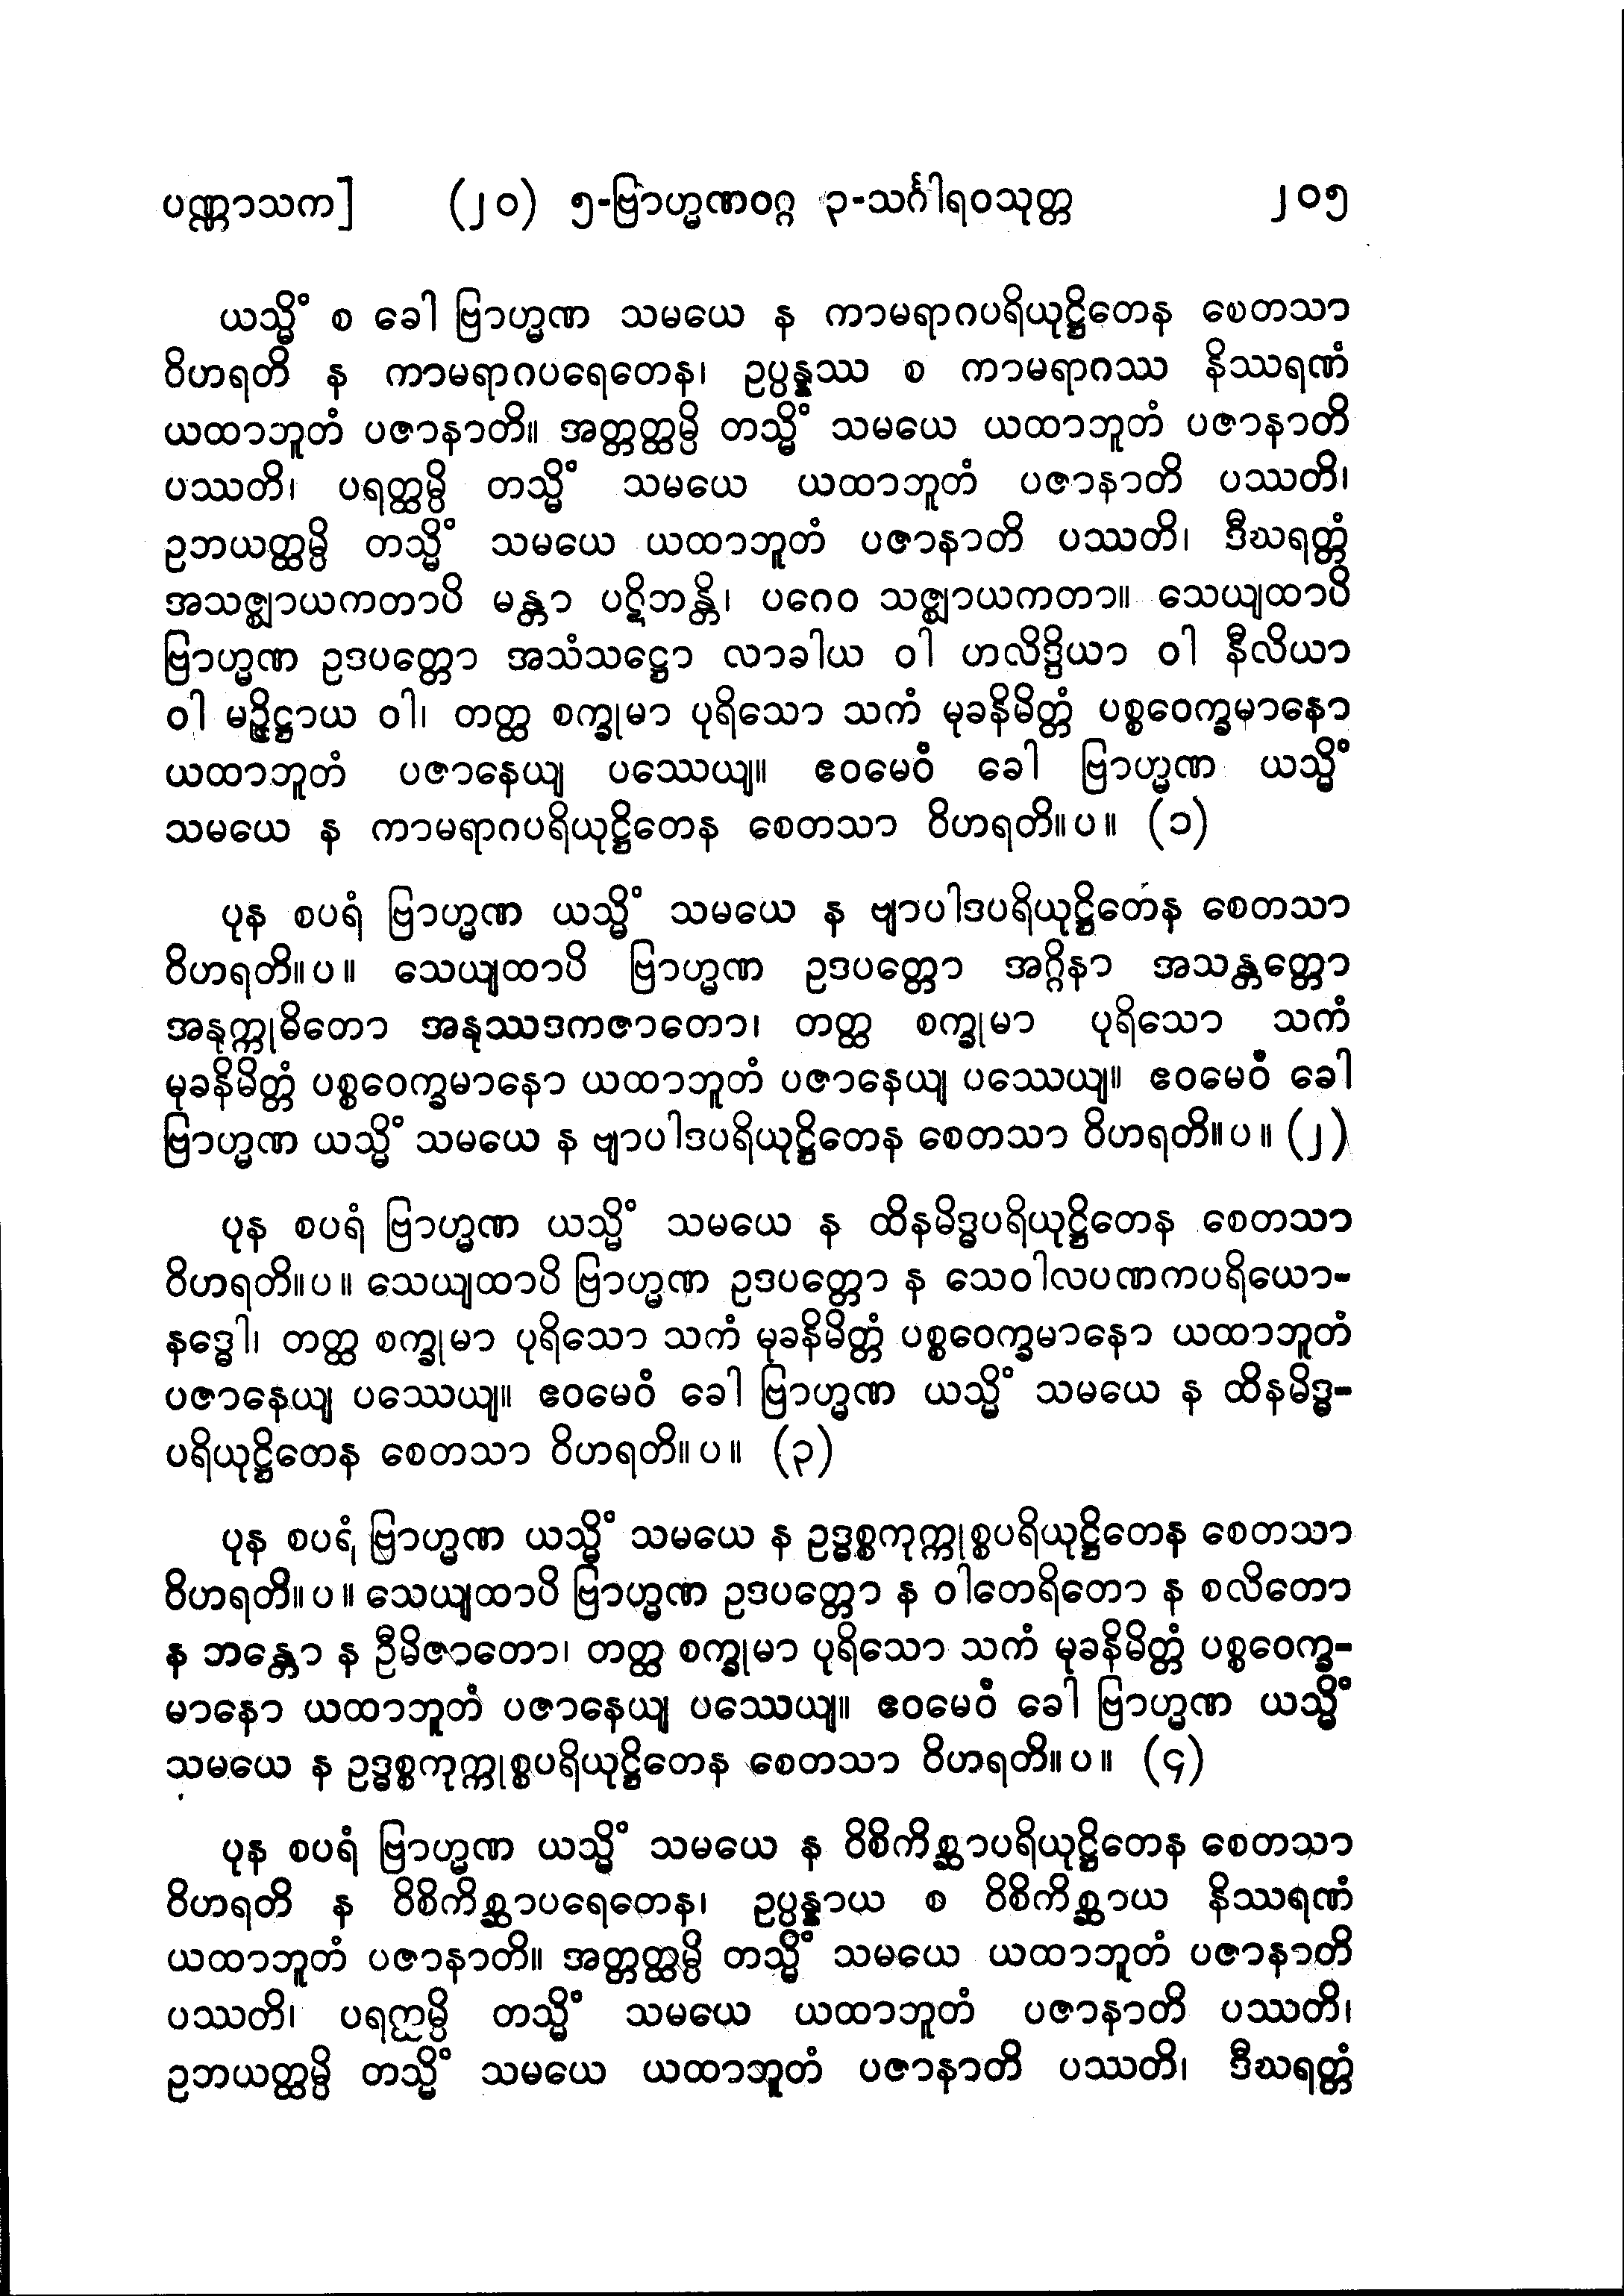 ပဏ္ဏာသက] (၂၀) ၅-ဗြာဟ္မဏဝဂ္ဂ ၃-သင်္ဂါရဝသုတ္တ ၂၀၅
ယသ္မိံ စ ခေါ ဗြာဟ္မဏ သမယေ န ကာမရာဂပရိယုဋ္ဌိတေန စေတသာ
ဝိဟရတိ န ကာမရာဂပရေတေန၊ ဥပ္ပန္နဿ စ ကာမရာဂဿ နိဿရဏံ
ယထာဘူတံ ပဇာနာတိ။ အတ္တတ္ထမ္ပိ တသ္မိံ သမယေ ယထာဘူတံ ပဇာနာတိ
ပဿတိ၊ ပရတ္ထမ္ပိ တသ္မိံ သမယေ ယထာဘူတံ ပဇာနာတိ ပဿတိ၊
ဥဘယတ္ထမ္ပိ တသ္မိံ သမယေ ယထာဘူတံ ပဇာနာတိ ပဿတိ၊ ဒီဃရတ္တံ
အသဇ္ဈာယကတာပိ မန္တာ ပဋိဘန္တိ၊ ပဂေဝ သဇ္ဈာယကတာ။ သေယျထာပိ
ဗြာဟ္မဏ ဥဒပတ္တော အသံသဋ္ဌော လာခါယ ဝါ ဟလိဒ္ဒိယာ ဝါ နီလိယာ
ဝါ မဉ္ဇိဋ္ဌာယ ဝါ၊ တတ္ထ စက္ခုမာ ပုရိသော သကံ မုခနိမိတ္တံ ပစ္စဝေက္ခမာနော
ယထာဘူတံ ပဇာနေယျ ပဿေယျ။ ဧဝမေဝံ ခေါ ဗြာဟ္မဏ ယသ္မိံ
သမယေ န ကာမရာဂပရိယုဋ္ဌိတေန စေတသာ ဝိဟရတိ။ပ။ (၁)
ပုန စပရံ ဗြာဟ္မဏ ယသ္မိံ သမယေ န ဗျာပါဒပရိယုဋ္ဌိတေန စေတသာ
ဝိဟရတိ။ပ။ သေယျထာပိ ဗြာဟ္မဏ ဥဒပတ္တော အဂ္ဂိနာ အသန္တတ္တော
အနုက္ကုဓိတော အနုဿဒကဇာတော၊ တတ္ထ စက္ခုမာ ပုရိသော သကံ
မုခနိမိတ္တံ ပစ္စဝေက္ခမာနော ယထာဘူတံ ပဇာနေယျ ပဿေယျ။ ဧဝမေဝံ ခေါ
ဗြာဟ္မဏ ယသ္မိံ သမယေ န ဗျာပါဒပရိယုဋ္ဌိတေန စေတသာ ဝိဟရတိ။ပ။ (၂)
ပုန စပရံ ဗြာဟ္မဏ ယသ္မိံ သမယေ န ထိနမိဒ္ဓပရိယုဋ္ဌိတေန စေတသာ
ဝိဟရတိ။ပ။ သေယျထာပိ ဗြာဟ္မဏ ဥဒပတ္တော န သေဝါလပဏကပရိယော-
နဒ္ဓေါ၊ တတ္ထ စက္ခုမာ ပုရိသော သကံ မုခနိမိတ္တံ ပစ္စဝေက္ခမာနော ယထာဘူတံ
ပဇာနေယျ ပဿေယျ။ ဧဝမေဝံ ခေါ ဗြာဟ္မဏ ယသ္မိံ သမယေ န ထိနမိဒ္ဓ-
ပရိယုဋ္ဌိတေန စေတသာ ဝိဟရတိ။ပ။ (၃)
ပုန စပရံ ဗြာဟ္မဏ ယသ္မိံ သမယေ န ဥဒ္ဓစ္စကုက္ကုစ္စပရိယုဋ္ဌိတေန စေတသာ
ဝိဟရတိ။ပ။ သေယျထာပိ ဗြာဟ္မဏ ဥဒပတ္တော န ဝါတေရိတော န စလိတော
န ဘန္တော န ဦမိဇာတော၊ တတ္ထ စက္ခုမာ ပုရိသော သကံ မုခနိမိတ္တံ ပစ္စဝေက္ခ-
မာနော ယထာဘူတံ ပဇာနေယျ ပဿေယျ။ ဧဝမေဝံ ခေါ ဗြာဟ္မဏ ယသ္မိံ
သမယေ န ဥဒ္ဓစ္စကုက္ကုစ္စပရိယုဋ္ဌိတေန စေတသာ ဝိဟရတိ။ပ။ (၄)
ပုန စပရံ ဗြာဟ္မဏ ယသ္မိံ သမယေ န ဝိစိကိစ္ဆာပရိယုဋ္ဌိတေန စေတသာ
ဝိဟရတိ န ဝိစိကိစ္ဆာပရေတေန၊ ဥပ္ပန္နာယ စ ဝိစိကိစ္ဆာယ နိဿရဏံ
ယထာဘူတံ ပဇာနာတိ။ အတ္တတ္ထမ္ပိ တသ္မိံ သမယေ ယထာဘူတံ ပဇာနာတိ
ပဿတိ၊ ပရတ္ထမ္ပိ တသ္မိံ သမယေ ယထာဘူတံ ပဇာနာတိ ပဿတိ၊
ဥဘယတ္ထမ္ပိ တသ္မိံ သမယေ ယထာဘူတံ ပဇာနာတိ ပဿတိ၊ ဒီဃရတ္တံ